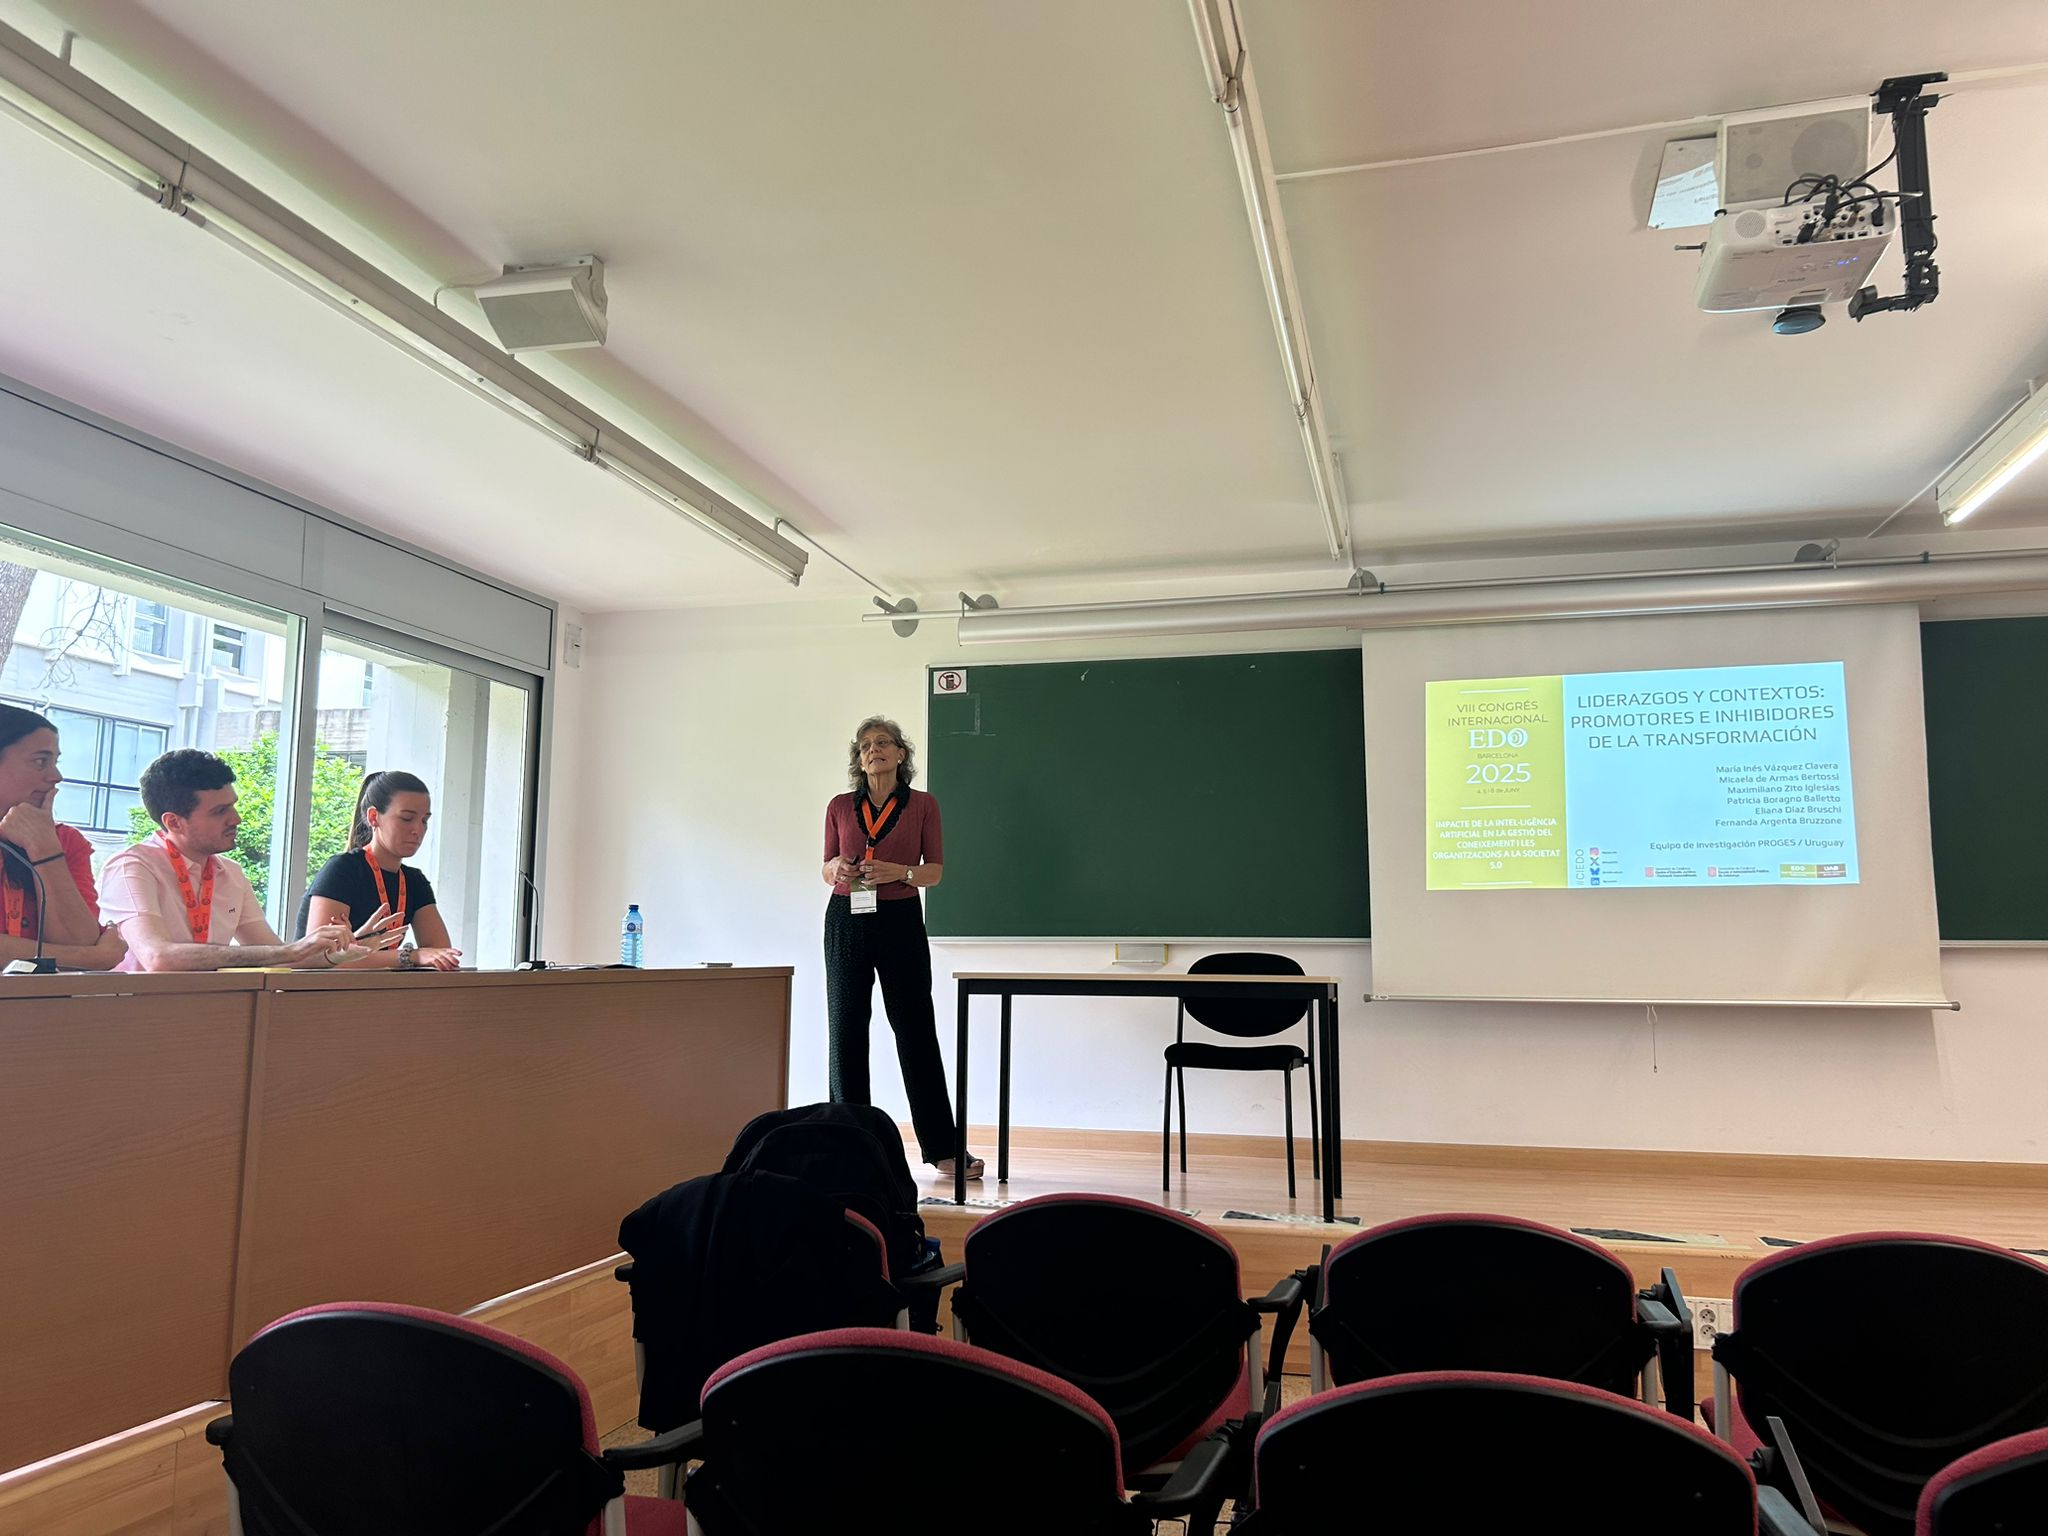 VIII CONGRÉS
INTERNACIONAL
EDO
BARCELONA
2025
4, 5 i 6 de JUNY
IMPACTE DE LA INTEL·LIGÈNCIA
ARTIFICIAL EN LA GESTIÓ DEL
CONEIXEMENT I LES
ORGANITZACIONS A LA SOCIETAT
5.0
LIDERAZGOS Y CONTEXTOS:
PROMOTORES E INHIBIDORES
DE LA TRANSFORMACIÓN
María Inés Vázquez Clavera
Micaela de Armas Bertossi
Maximiliano Zito Iglesias
Patricia Boragno Balletto
Eliana Díaz Bruschi
Fernanda Argenta Bruzzone
Equipo de investigación PROGES / Uruguay
#CIEDO
EDO
UAB